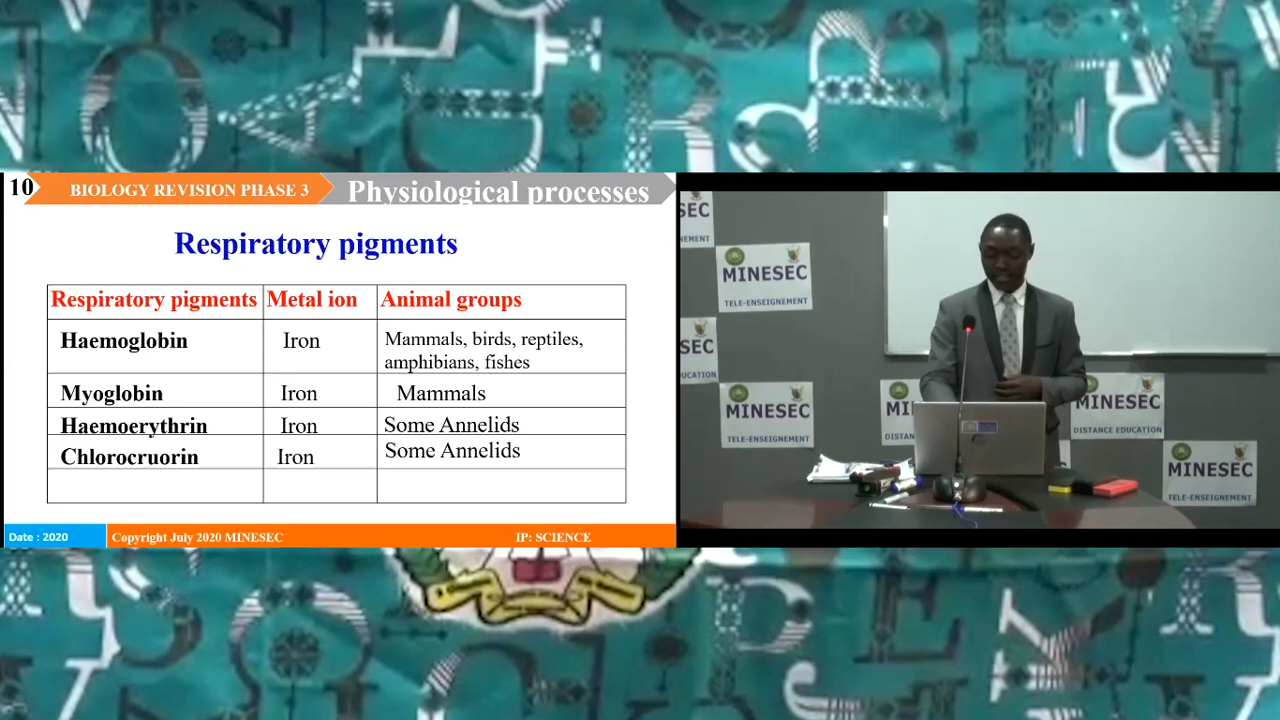 10
BIOLOGY REVISION PHASE 3
Physiological processes
Respiratory pigments
Respiratory pigments Metal ion Animal groups
Haemoglobin Iron Mammals, birds, reptiles,
amphibians, fishes
Myoglobin Iron Mammals
Haemoerythrin Iron Some Annelids
Chlorocruorin Iron Some Annelids
Date : 2020
Copyright July 2020 MINESEC
IP: SCIENCE
MINESEC
TELE-ENSEIGNEMENT
MINESEC
TELE-ENSEIGNEMENT
MINESEC
DISTANCE EDUCATION
MINESEC
TELE-ENSEIGNEMENT